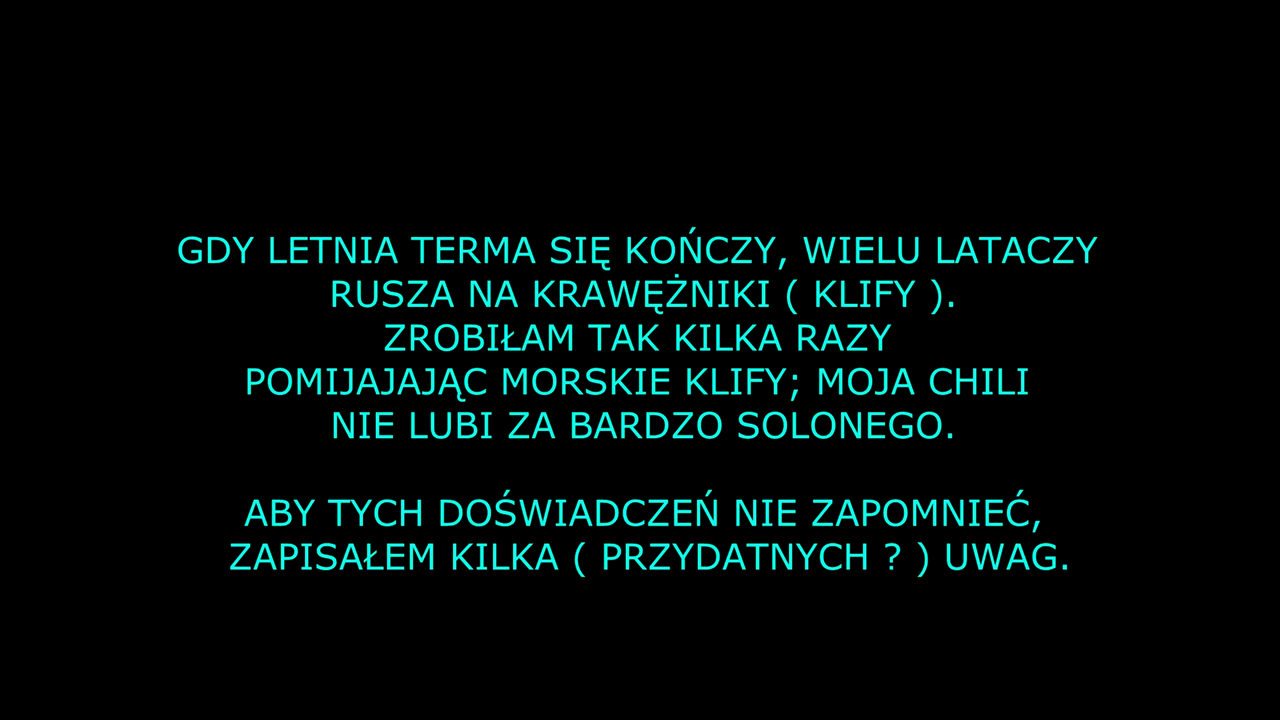 GDY LETNIA TERMA SIĘ KOŃCZY, WIELU LATACZY
RUSZA NA KRAWĘŻNIKI ( KLIFY ).
ZROBIŁAM TAK KILKA RAZY
POMIJAJAJĄC MORSKIE KLIFY; MOJA CHILI
NIE LUBI ZA BARDZO SOLONEGO.
ABY TYCH DOŚWIADCZEŃ NIE ZAPOMNIEĆ,
ZAPISAŁEM KILKA ( PRZYDATNYCH ? ) UWAG.